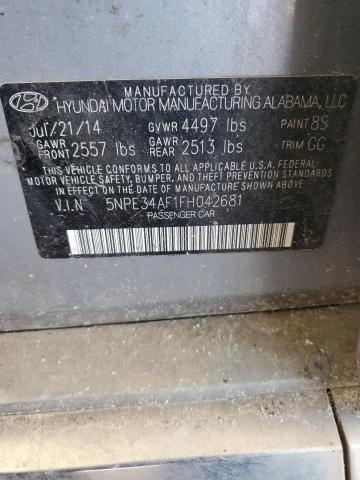 MANUFACTURED BY
HYUNDAI MOTOR MANUFACTURING ALABAMA, LLC
Jul/21/14 GVWR 4497 lbs PAINT 8S
GAWR FRONT 2557 lbs GAWR REAR 2513 lbs TRIM GG
THIS VEHICLE CONFORMS TO ALL APPLICABLE U.S.A. FEDERAL
MOTOR VEHICLE SAFETY, BUMPER, AND THEFT PREVENTION
STANDARDS IN EFFECT ON THE DATE OF MANUFACTURE
SHOWN ABOVE.
V.I.N 5NPE34AF1FH042681
PASSENGER CAR